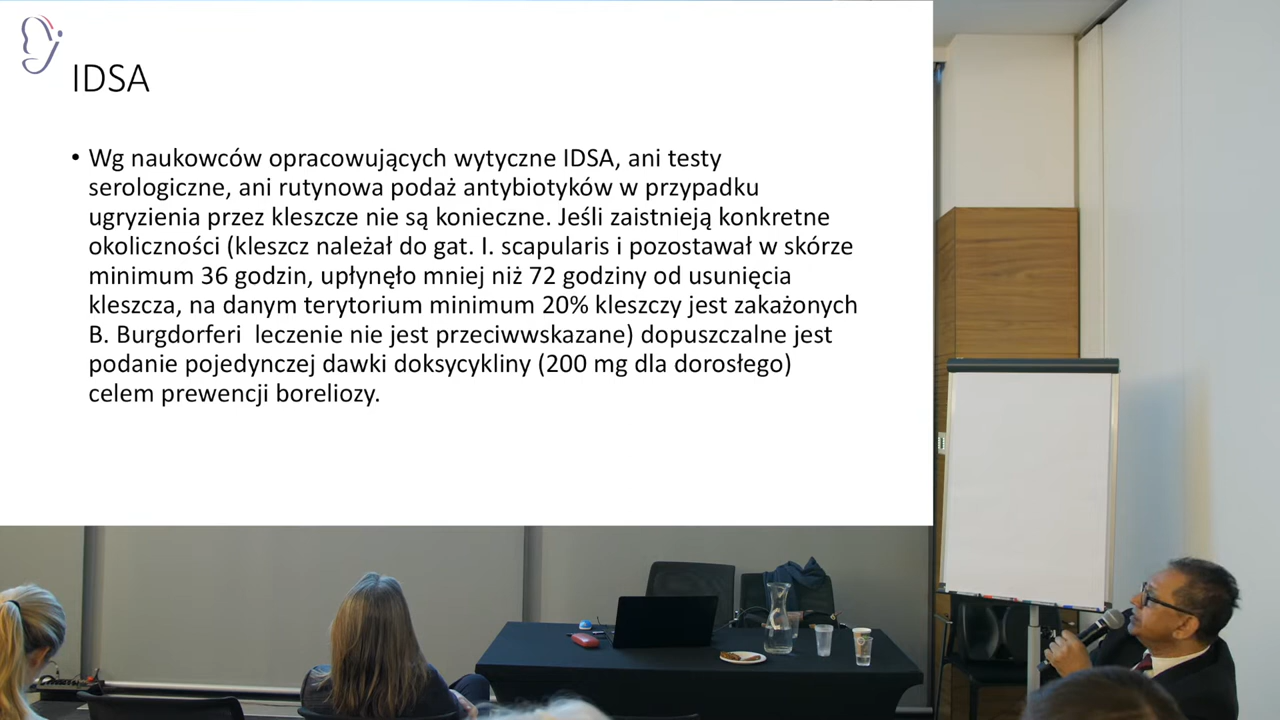 IDSA
• Wg naukowców opracowujących wytyczne IDSA, ani testy
serologiczne, ani rutynowa podaż antybiotyków w przypadku
ugryzienia przez kleszcze nie są konieczne. Jeśli zaistnieją konkretne
okoliczności (kleszcz należał do gat. I. scapularis i pozostawał w skórze
minimum 36 godzin, upłynęło mniej niż 72 godziny od usunięcia
kleszcza, na danym terytorium minimum 20% kleszczy jest zakażonych
B. Burgdorferi  leczenie nie jest przeciwwskazane) dopuszczalne jest
podanie pojedynczej dawki doksycykliny (200 mg dla dorosłego)
celem prewencji boreliozy.